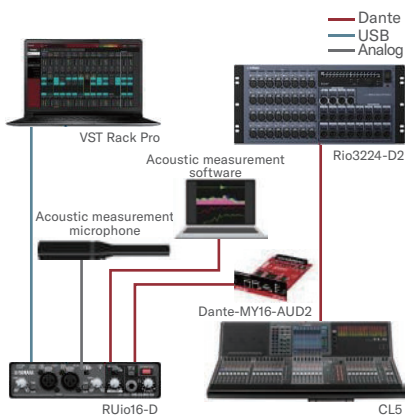 Dante
USB
Analog
VST Rack Pro
Rio3224-D2
Acoustic measurement
software
Acoustic measurement
microphone
Dante-MY16-AUD2
RUio16-D
CL5